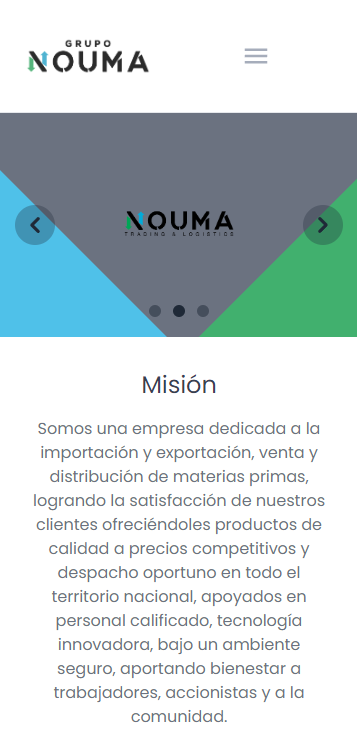 GRUPO
NOUMA
NOUMA
TRADING & LOGISTICS
Misión
Somos una empresa dedicada a la
importación y exportación, venta y
distribución de materias primas,
logrando la satisfacción de nuestros
clientes ofreciéndoles productos de
calidad a precios competitivos y
despacho oportuno en todo el
territorio nacional, apoyados en
personal calificado, tecnología
innovadora, bajo un ambiente
seguro, aportando bienestar a
trabajadores, accionistas y a la
comunidad.